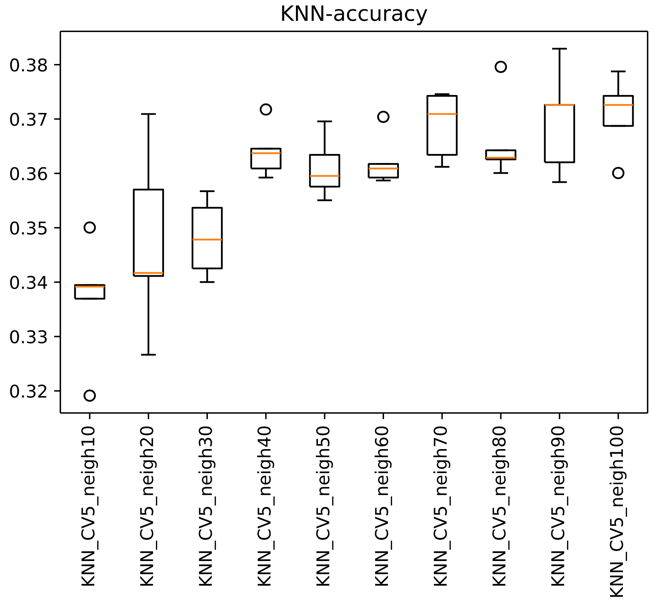 KNN-accuracy
0.38
0.37
0.36
0.35
0.34
0.33
0.32
KNN_CV5_neigh10
KNN_CV5_neigh20
KNN_CV5_neigh30
KNN_CV5_neigh40
KNN_CV5_neigh50
KNN_CV5_neigh60
KNN_CV5_neigh70
KNN_CV5_neigh80
KNN_CV5_neigh90
KNN_CV5_neigh100